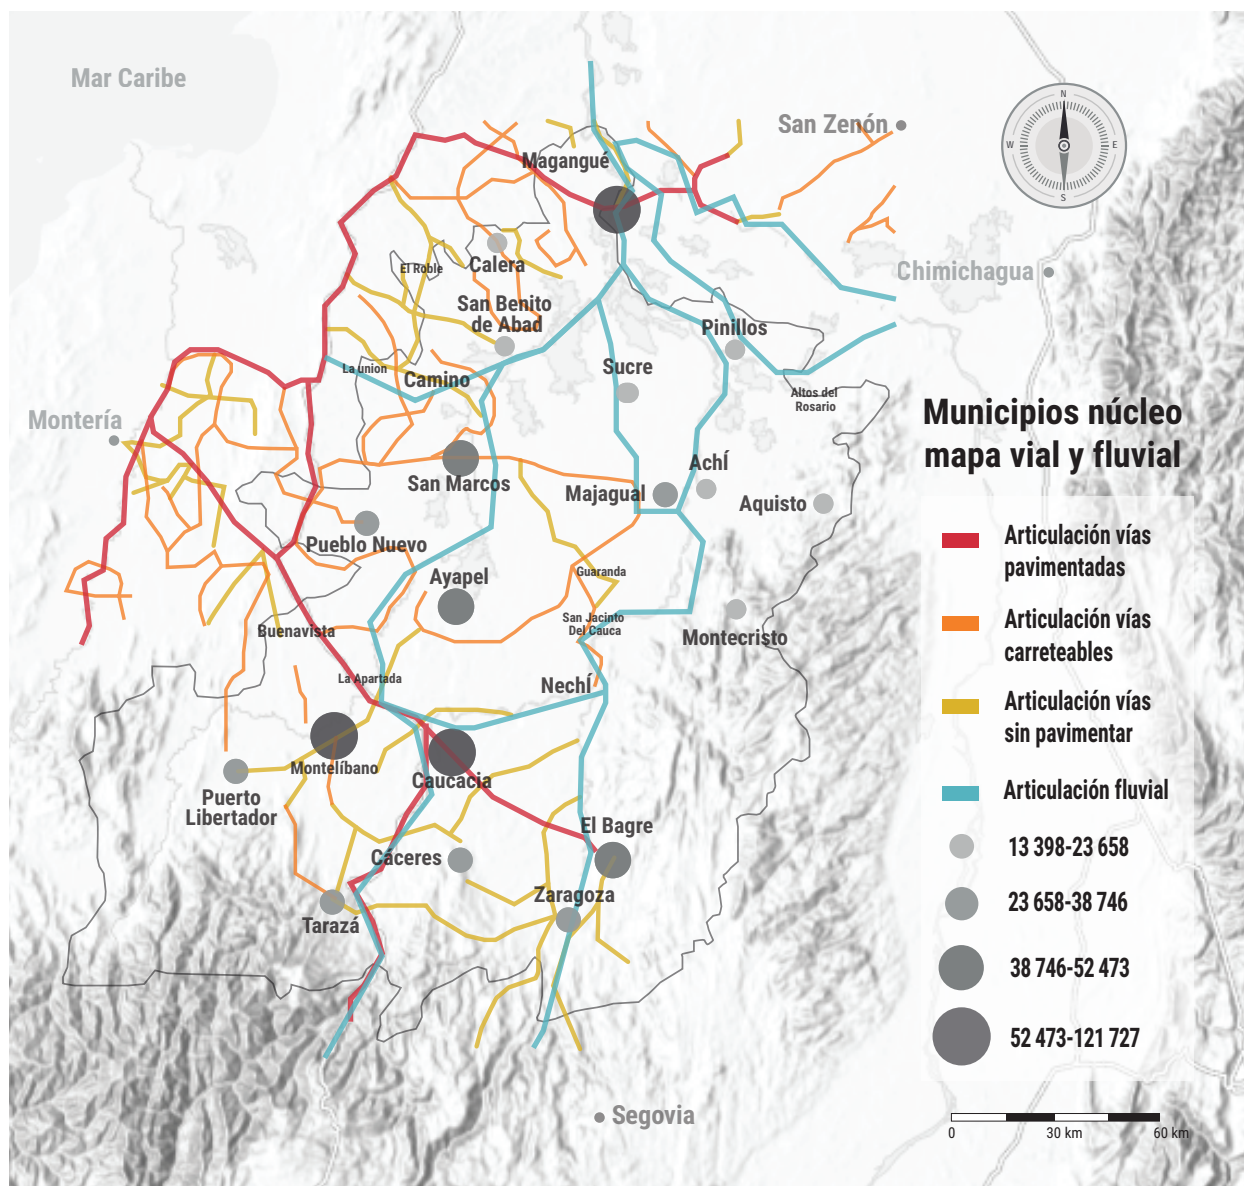 Mar Caribe
San Zenón
N
W
E
S
Magangué
Calera
El Roble
Chimichagua
San Benito
de Abad
Pinillos
La union
Camino
Sucre
Altos del
Rosario
Montería
Municipios núcleo
mapa vial y fluvial
San Marcos
Majagual
AchÍ
Aquisto
Pueblo Nuevo
Ayapel
Guaranda
San Jacinto
Del Cauca
Buenavista
Montecristo
La Apartada
Nechí
Montelíbano
Caucacia
Puerto
Libertador
El Bagre
Cáceres
Zaragoza
Tarazá
Segovia
Articulación vías
pavimentadas
Articulación vías
carreteables
Articulación vías
sin pavimentar
Articulación fluvial
13 398-23 658
23 658-38 746
38 746-52 473
52 473-121 727
0
30 km
60 km